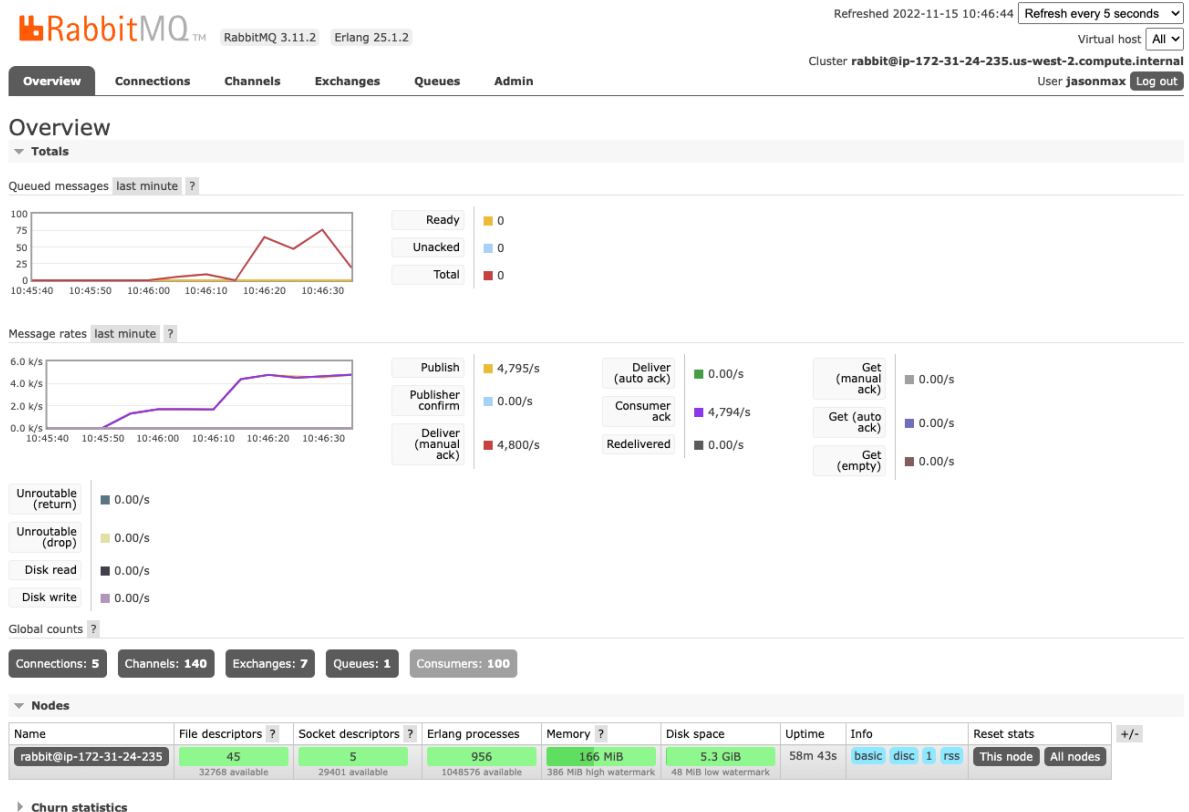 RabbitMQ TM RabbitMQ 3.11.2 Erlang 25.1.2
Refreshed 2022-11-15 10:46:44 Refresh every 5 seconds
Virtual host All
Cluster rabbit@ip-172-31-24-235.us-west-2.compute.internal
User jasonmax Log out
Overview Connections Channels Exchanges Queues Admin
Overview
Totals
Queued messages last minute ?
100
75
50
25
0
10:45:40 10:45:50 10:46:00 10:46:10 10:46:20 10:46:30
Ready 0
Unacked 0
Total 0
Message rates last minute ?
6.0 k/s
4.0 k/s
2.0 k/s
0.0 k/s
10:45:40 10:45:50 10:46:00 10:46:10 10:46:20 10:46:30
Publish 4,795/s
Publisher
confirm 0.00/s
Deliver
(manual
ack) 4,800/s
Deliver
(auto ack) 0.00/s
Consumer
ack 4,794/s
Redelivered 0.00/s
Get
(manual
ack) 0.00/s
Get (auto
ack) 0.00/s
Get
(empty) 0.00/s
Unroutable
(return) 0.00/s
Unroutable
(drop) 0.00/s
Disk read 0.00/s
Disk write 0.00/s
Global counts ?
Connections: 5 Channels: 140 Exchanges: 7 Queues: 1 Consumers: 100
Nodes
Name File descriptors ? Socket descriptors ? Erlang processes Memory ? Disk space Uptime Info Reset stats +/-
rabbit@ip-172-31-24-235 45 5 956 166 MiB 5.3 GiB 58m 43s basic disc 1 rss This node All nodes
32768 available 29401 available 1048576 available 386 MiB high watermark 48 MiB low watermark
Churn statistics